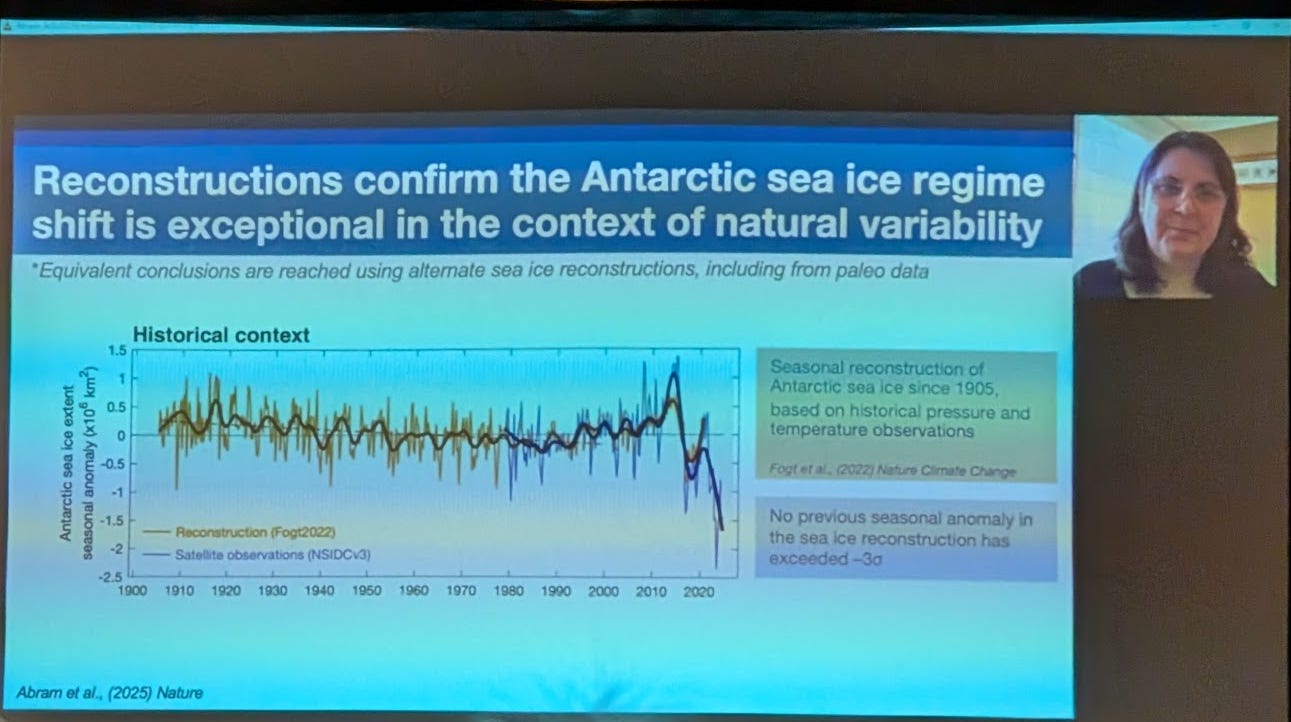 Reconstructions confirm the Antarctic sea ice regime
shift is exceptional in the context of natural variability
*Equivalent conclusions are reached using alternate sea ice reconstructions, including from paleo data
Historical context
Antarctic sea ice extent
seasonal anomaly (x10⁶ km²)
1.5
1
0.5
0
-0.5
-1
-1.5
-2
-2.5
Reconstruction (Fogt2022)
Satellite observations (NSIDCv3)
1900 1910 1920 1930 1940 1950 1960 1970 1980 1990 2000 2010 2020
Seasonal reconstruction of
Antarctic sea ice since 1905,
based on historical pressure and
temperature observations
Fogt et al., (2022) Nature Climate Change
No previous seasonal anomaly in
the sea ice reconstruction has
exceeded –3σ
Abram et al., (2025) Nature